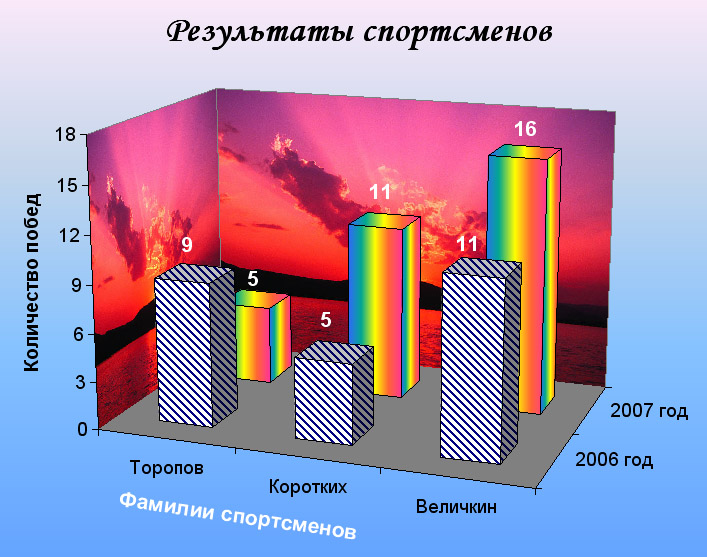 Результаты спортсменов
Количество побед
18
15
12
9
6
3
0
9
5
5
11
11
16
Торопов
Коротких
Величкин
2006 год
2007 год
Фамилии спортсменов